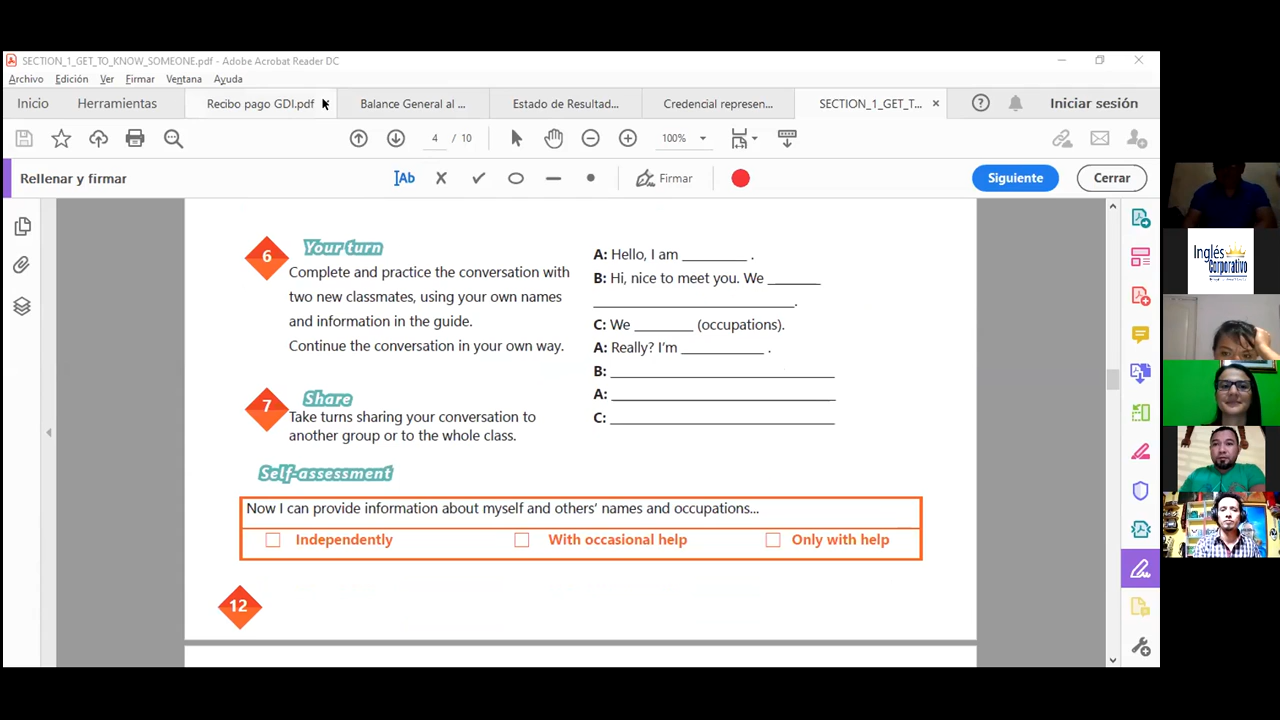 SECTION_1_GET_TO_KNOW_SOMEONE.pdf - Adobe Acrobat Reader DC
Archivo Edición Ver Firmar Ventana Ayuda
Inicio Herramientas Recibo pago GDI.pdf Balance General al ... Estado de Resultad... Credencial represen... SECTION_1_GET_T... × Iniciar sesión
4 / 10 100%
Rellenar y firmar Ab Firmar Siguiente Cerrar
6 Your turn
Complete and practice the conversation with
two new classmates, using your own names
and information in the guide.
Continue the conversation in your own way.
7 Share
Take turns sharing your conversation to
another group or to the whole class.
A: Hello, I am ________ .
B: Hi, nice to meet you. We ______
________________________.
C: We _______ (occupations).
A: Really? I'm __________ .
B: ___________________________
A: ___________________________
C: ___________________________
Self-assessment
Now I can provide information about myself and others' names and occupations...
Independently With occasional help Only with help
12
Inglés
Corporativo